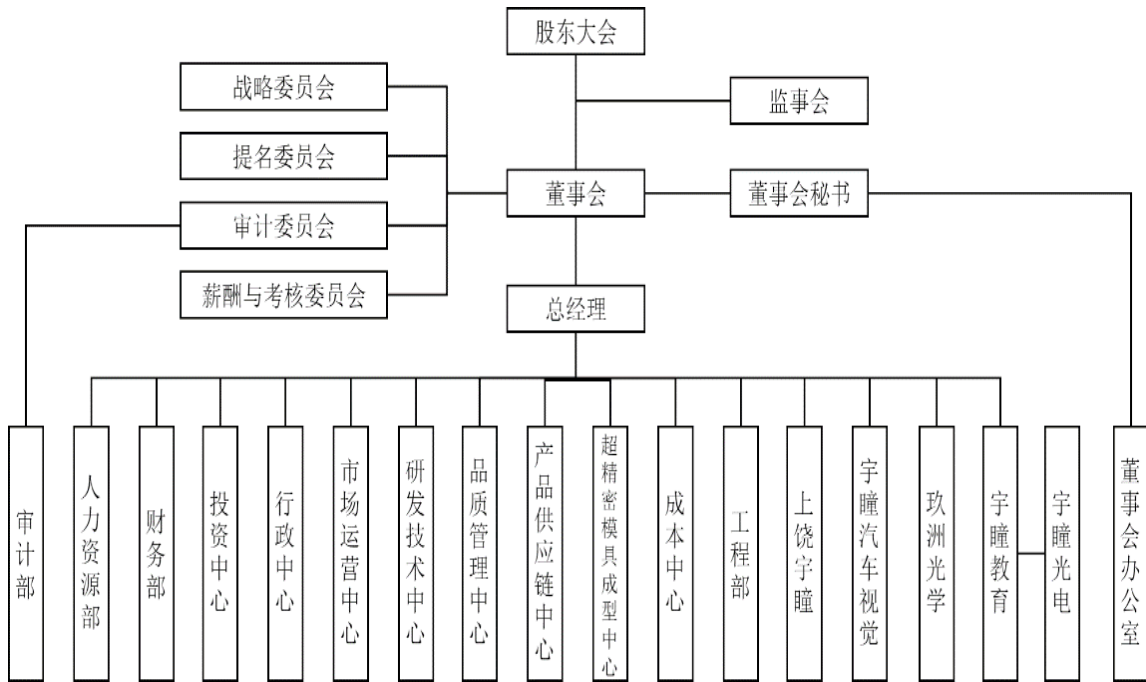 股东大会
战略委员会
监事会
提名委员会
董事会
董事会秘书
审计委员会
薪酬与考核委员会
总经理
审计部
人力资源部
财务部
投资中心
行政中心
市场运营中心
研发技术中心
品质管理中心
产品供应链中心
超精密模具成型中心
成本中心
工程部
上饶宇瞳
宇瞳汽车视觉
玖洲光学
宇瞳教育
宇瞳光电
董事会办公室